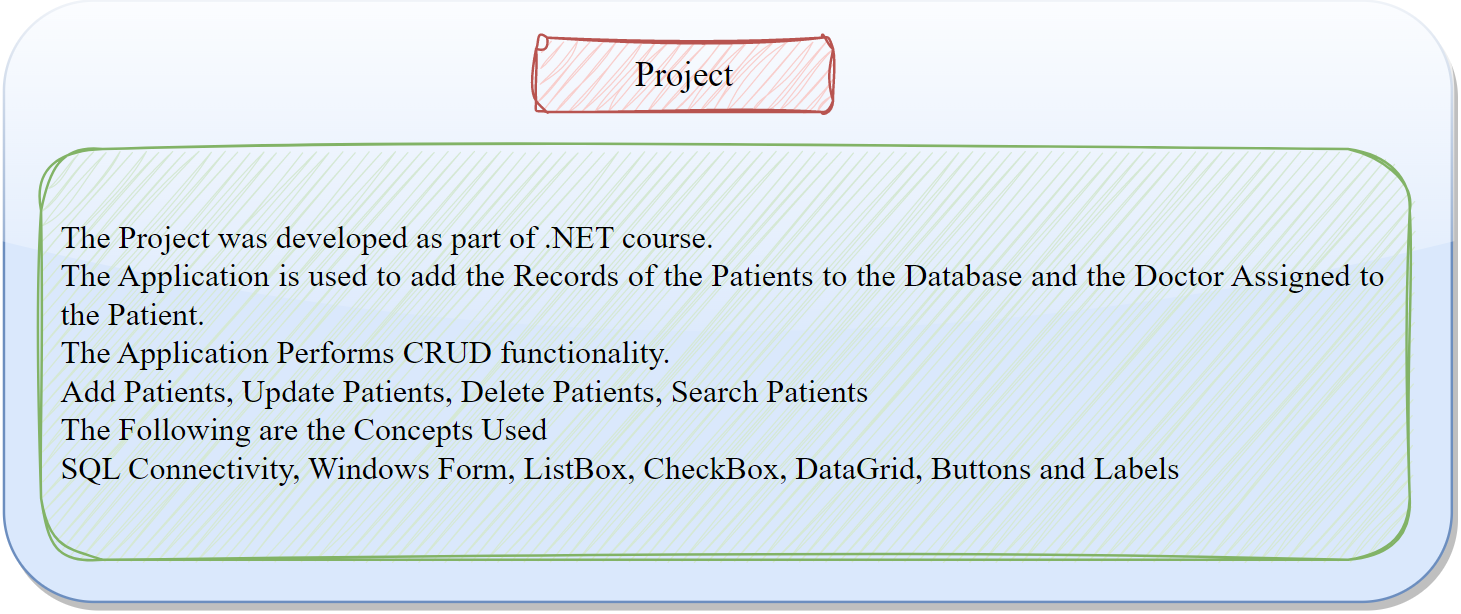 Project
The Project was developed as part of .NET course.
The Application is used to add the Records of the Patients to the Database and the Doctor Assigned to
the Patient.
The Application Performs CRUD functionality.
Add Patients, Update Patients, Delete Patients, Search Patients
The Following are the Concepts Used
SQL Connectivity, Windows Form, ListBox, CheckBox, DataGrid, Buttons and Labels